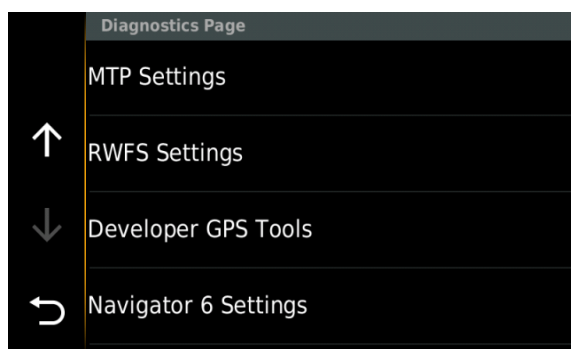 Diagnostics Page
MTP Settings
RWFS Settings
Developer GPS Tools
Navigator 6 Settings